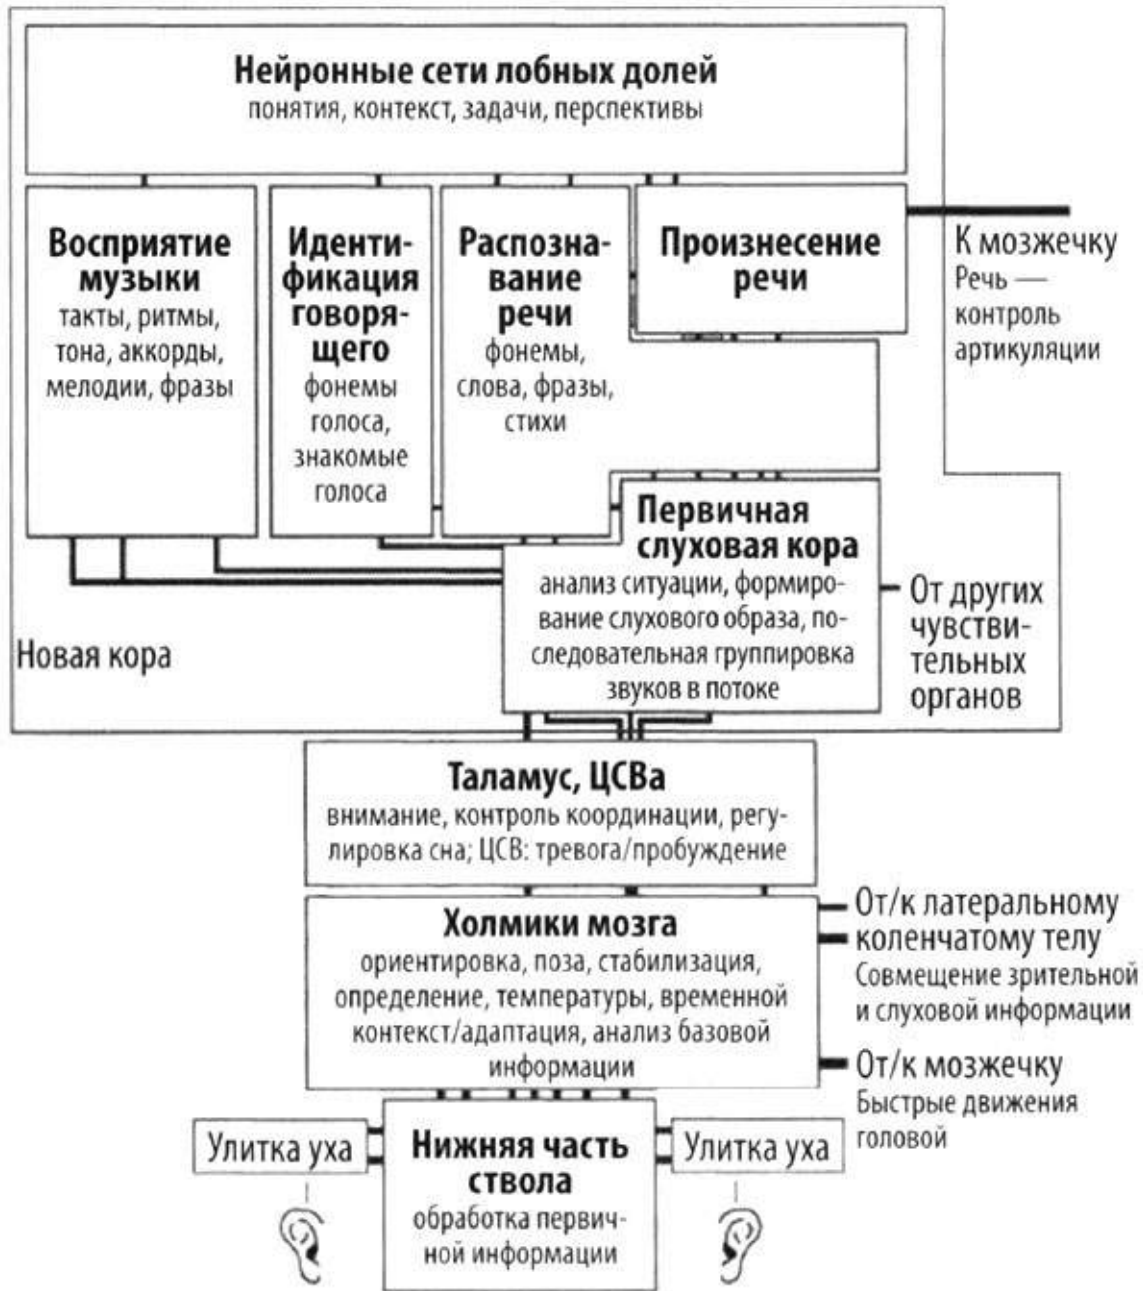 Нейронные сети лобных долей
понятия, контекст, задачи, перспективы
Восприятие
музыки
такты, ритмы,
тона, аккорды,
мелодии, фразы
Иденти-
фикация
говоря-
щего
фонемы
голоса,
знакомые
голоса
Распозна-
вание
речи
фонемы,
слова, фразы,
стихи
Произнесение
речи
К мозжечку
Речь —
контроль
артикуляции
Первичная
слуховая кора
анализ ситуации, формиро-
вание слухового образа, по-
следовательная группировка
звуков в потоке
От других
чувстви-
тельных
органов
Новая кора
Таламус, ЦСВа
внимание, контроль координации, регу-
лировка сна; ЦСВ: тревога/пробуждение
Холмики мозга
ориентировка, поза, стабилизация,
определение, температуры, временной
контекст/адаптация, анализ базовой
информации
От/к латеральному
коленчатому телу
Совмещение зрительной
и слуховой информации
От/к мозжечку
Быстрые движения
головой
Улитка уха
Нижняя часть
ствола
обработка первич-
ной информации
Улитка уха